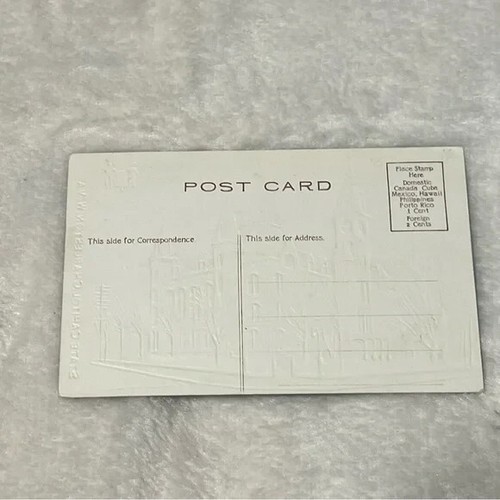 POST CARD
Place Stamp
Here
Domestic
Canada Cuba
Mexico, Hawaii
Philippines
Porto Rico
1 Cent
Foreign
2 Cents
This side for Correspondence.
This side for Address.